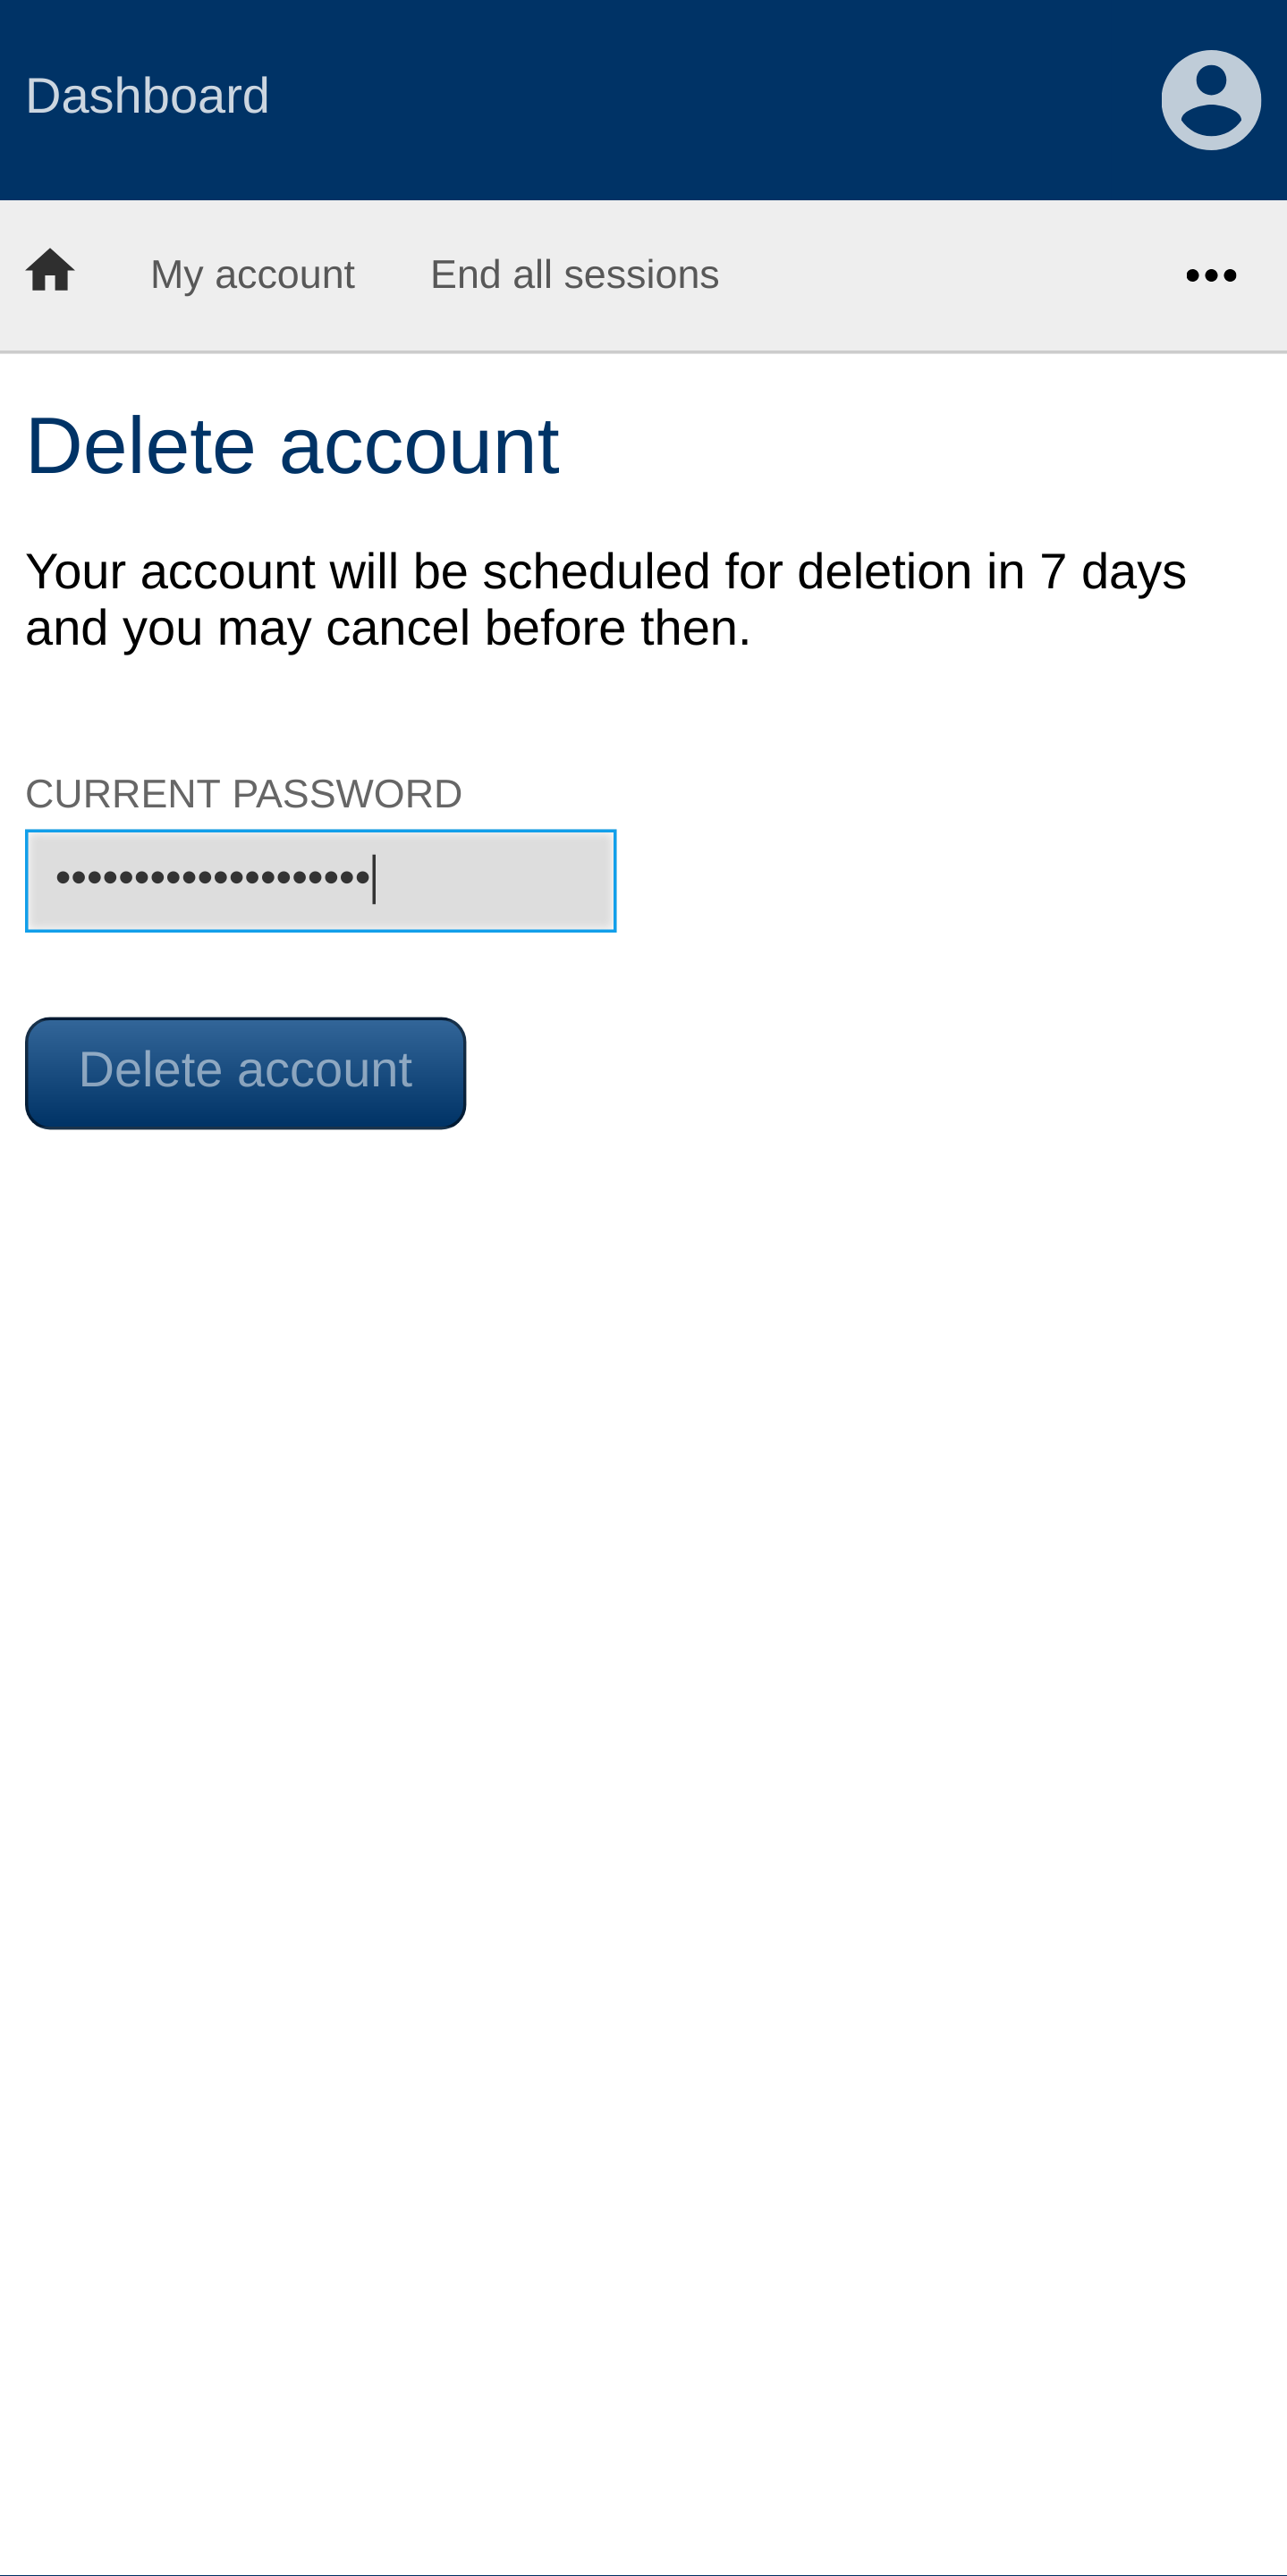 Dashboard
My account End all sessions
Delete account
Your account will be scheduled for deletion in 7 days
and you may cancel before then.
CURRENT PASSWORD
••••••••••••••••••••
Delete account